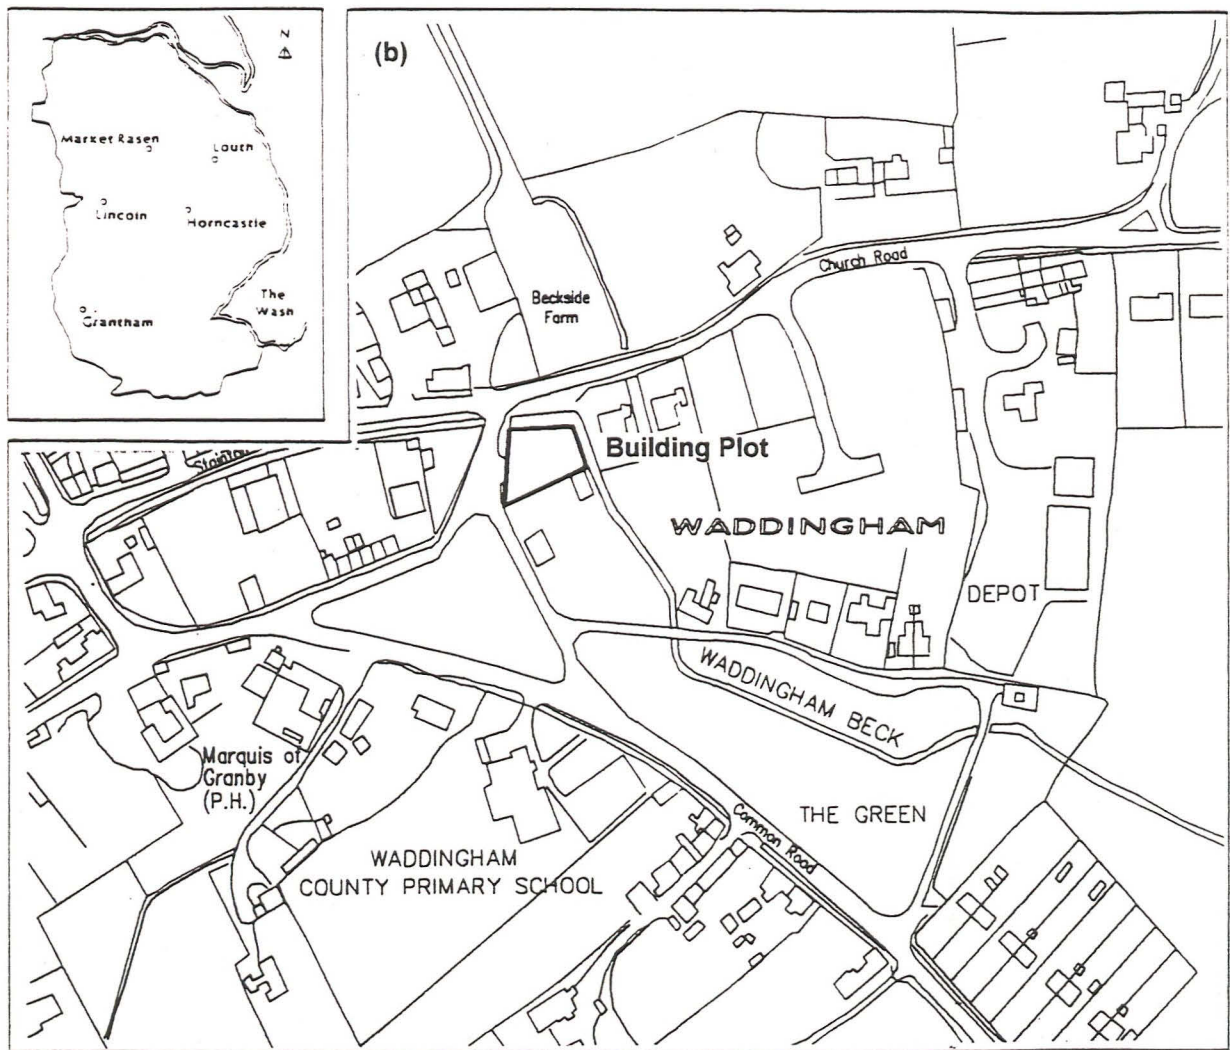 N
Market Rasen
Louth
Lincoln
Horncastle
The
Wash
Grantham
(b)
Church Road
Beckside
Farm
Building Plot
WADDINGHAM
DEPOT
WADDINGHAM BECK
Marquis of
Granby
(P.H.)
THE GREEN
Common Road
WADDINGHAM
COUNTY PRIMARY SCHOOL